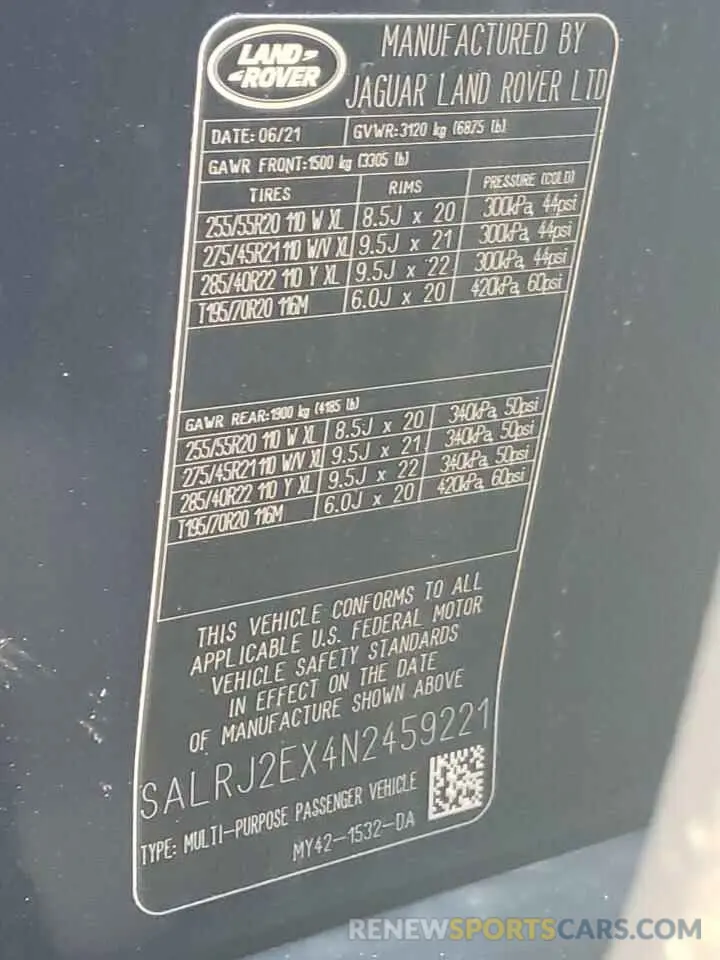 LAND
ROVER
MANUFACTURED BY
JAGUAR LAND ROVER LTD
DATE: 06/21 GVWR:3120 kg (6875 lb)
GAWR FRONT:1500 kg (3305 lb)
TIRES RIMS PRESSURE (COLD)
255/55R20 110 W XL 8.5J x 20 300kPa, 44psi
275/45R21 110 W/V XL 9.5J x 21 300kPa, 44psi
285/40R22 110 Y XL 9.5J x 22 300kPa, 44psi
T195/70R20 116M 6.0J x 20 420kPa, 60psi
GAWR REAR:1900 kg (4185 lb)
255/55R20 110 W XL 8.5J x 20 340kPa, 50psi
275/45R21 110 W/V XL 9.5J x 21 340kPa, 50psi
285/40R22 110 Y XL 9.5J x 22 340kPa, 50psi
T195/70R20 116M 6.0J x 20 420kPa, 60psi
THIS VEHICLE CONFORMS TO ALL
APPLICABLE U.S. FEDERAL MOTOR
VEHICLE SAFETY STANDARDS
IN EFFECT ON THE DATE
OF MANUFACTURE SHOWN ABOVE
SALRJ2EX4N2459221
TYPE: MULTI-PURPOSE PASSENGER VEHICLE
MY42-1532-DA
RENEWSPORTSCARS.COM